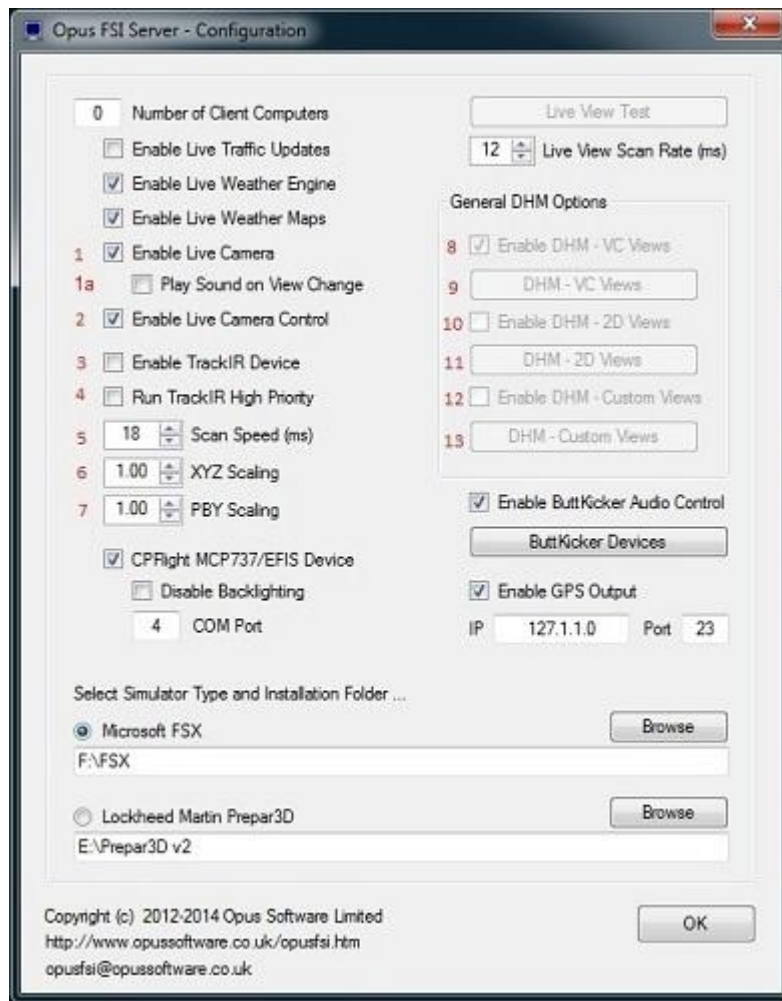 Opus FSI Server - Configuration
0 Number of Client Computers
Enable Live Traffic Updates
Enable Live Weather Engine
Enable Live Weather Maps
1 Enable Live Camera
1a Play Sound on View Change
2 Enable Live Camera Control
3 Enable TrackIR Device
4 Run TrackIR High Priority
5 18 Scan Speed (ms)
6 1.00 XYZ Scaling
7 1.00 PBY Scaling
CPFlight MCP737/EFIS Device
Disable Backlighting
4 COM Port
Live View Test
12 Live View Scan Rate (ms)
General DHM Options
8 Enable DHM - VC Views
9 DHM - VC Views
10 Enable DHM - 2D Views
11 DHM - 2D Views
12 Enable DHM - Custom Views
13 DHM - Custom Views
Enable ButtKicker Audio Control
ButtKicker Devices
Enable GPS Output
IP 127.1.1.0 Port 23
Select Simulator Type and Installation Folder ...
Microsoft FSX Browse
F:\FSX
Lockheed Martin Prepar3D Browse
E:\Prepar3D v2
Copyright (c) 2012-2014 Opus Software Limited
http://www.opussoftware.co.uk/opusfsi.htm
opusfsi@opussoftware.co.uk
OK